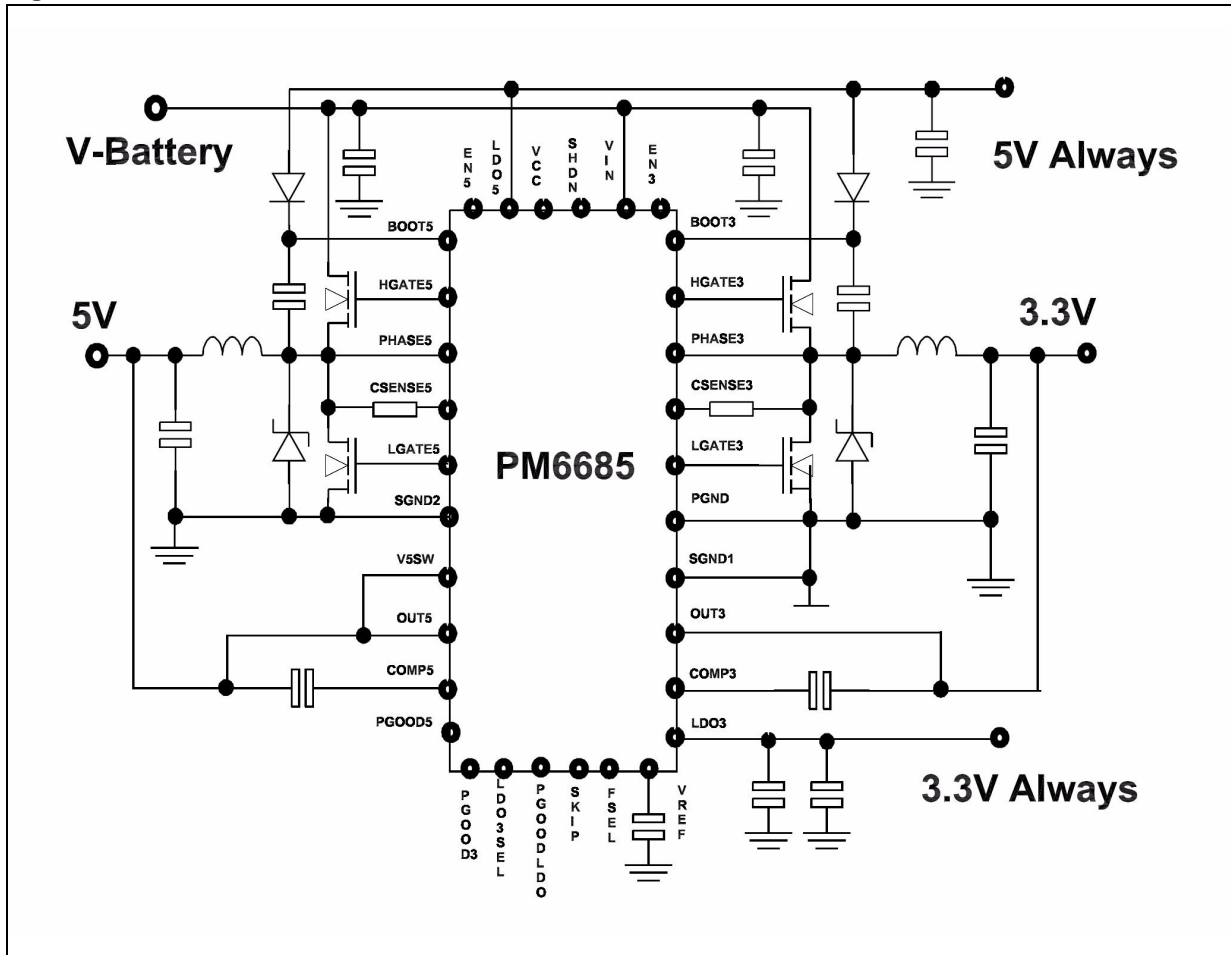 V-Battery
5V Always
EN5
LDO5
VCC
SHDN
VIN
EN3
BOOT5
BOOT3
HGATE5
HGATE3
5V
3.3V
PHASE5
PHASE3
CSENSE5
CSENSE3
LGATE5
LGATE3
PM6685
SGND2
PGND
V5SW
SGND1
OUT5
OUT3
COMP5
COMP3
PGOOD5
LDO3
3.3V Always
PGOOD3
LDO3SEL
PGOODLDO
SKIP
FSEL
VREF